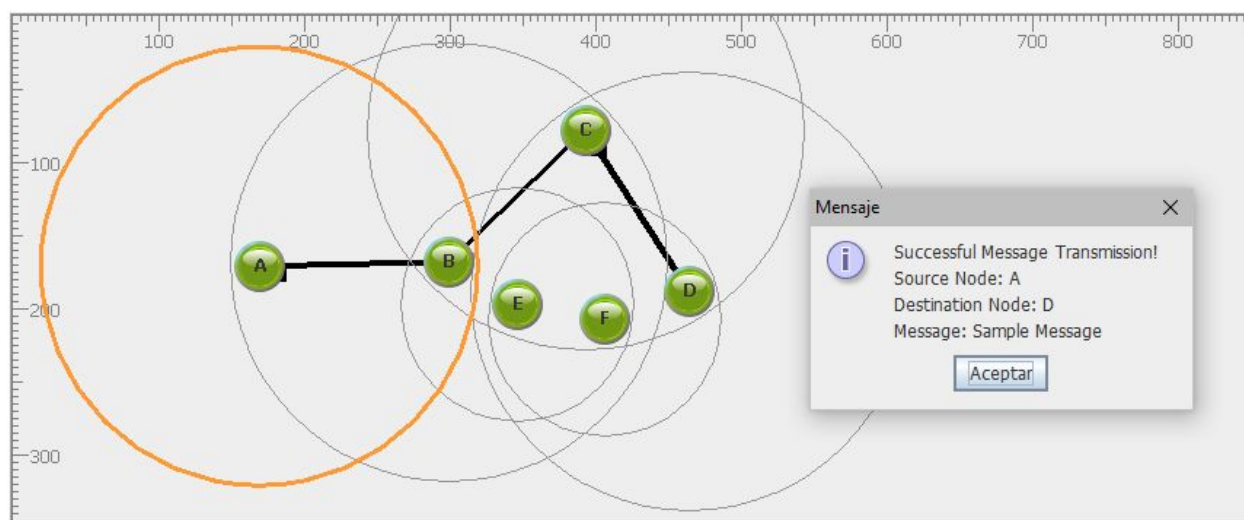 100 200 300 400 500 600 700 800
100
200
300
C
A
B
E
F
D
Mensaje
Successful Message Transmission!
Source Node: A
Destination Node: D
Message: Sample Message
Aceptar